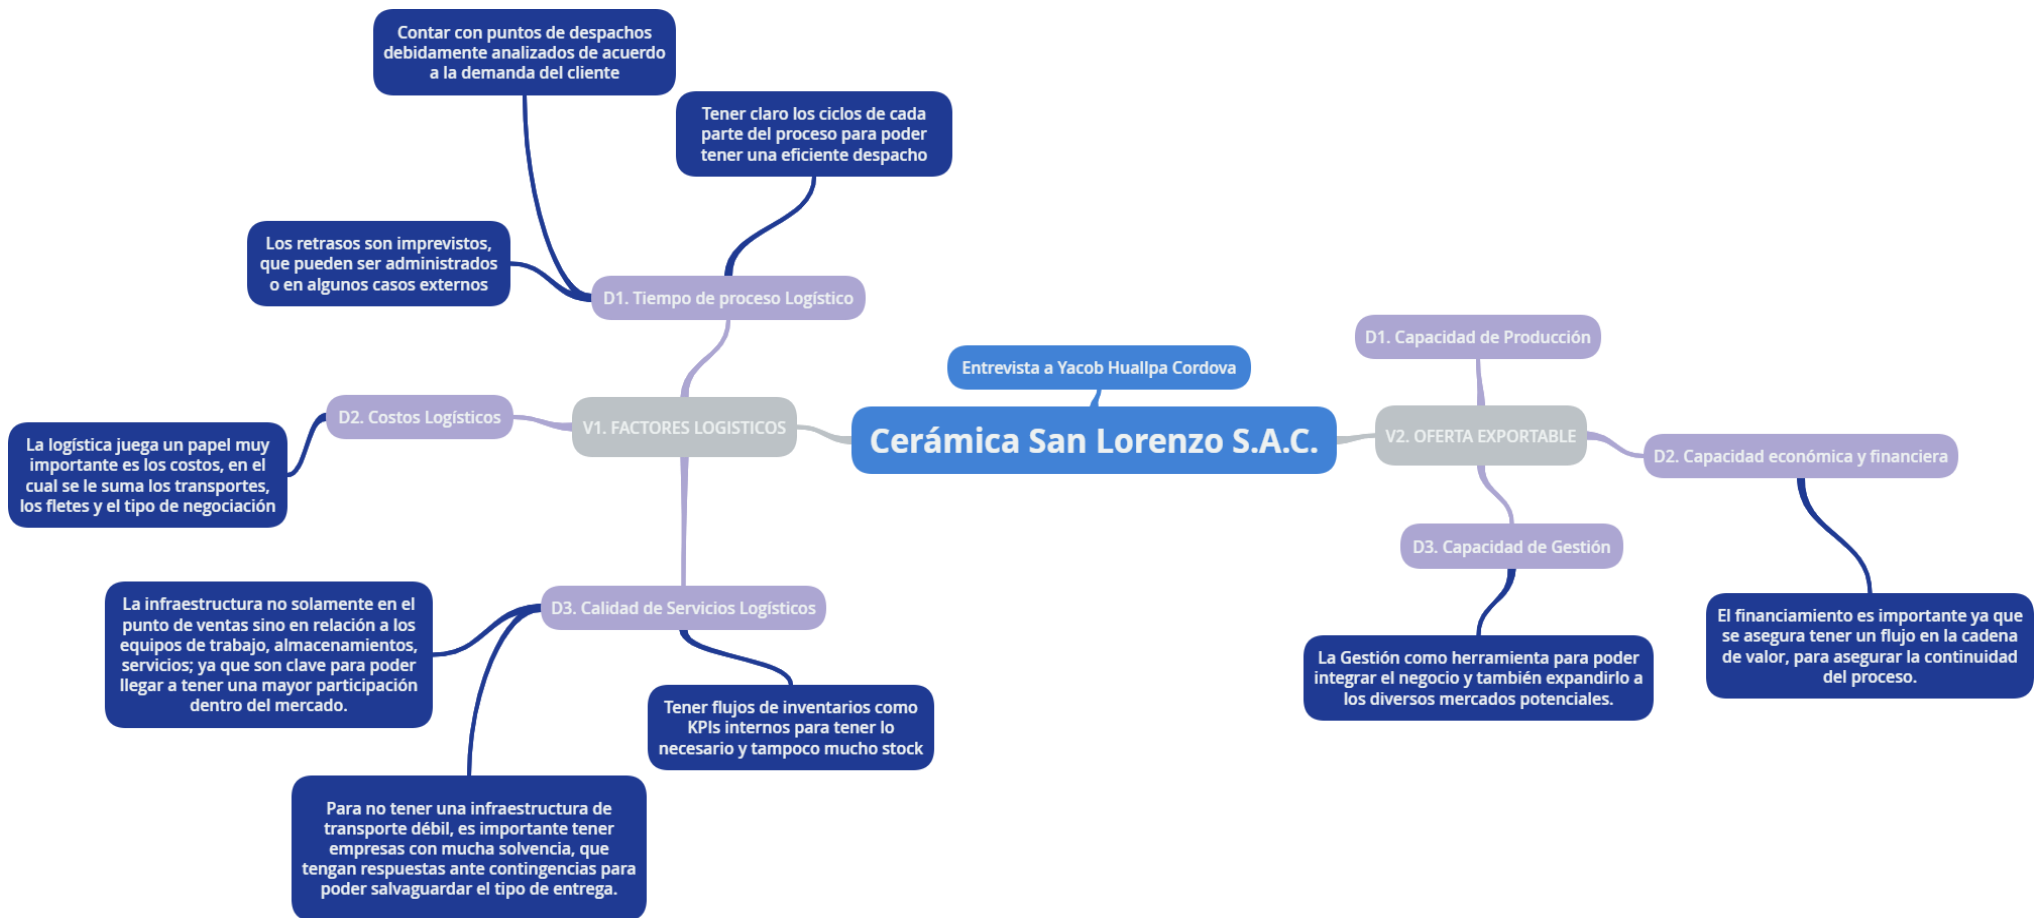 Contar con puntos de despachos
debidamente analizados de acuerdo
a la demanda del cliente
Tener claro los ciclos de cada
parte del proceso para poder
tener una eficiente despacho
Los retrasos son imprevistos,
que pueden ser administrados
o en algunos casos externos
D1. Tiempo de proceso Logístico
D2. Costos Logísticos
La logística juega un papel muy
importante es los costos, en el
cual se le suma los transportes,
los fletes y el tipo de negociación
V1. FACTORES LOGISTICOS
Entrevista a Yacob Huallpa Cordova
Cerámica San Lorenzo S.A.C.
D1. Capacidad de Producción
V2. OFERTA EXPORTABLE
D2. Capacidad económica y financiera
D3. Capacidad de Gestión
La infraestructura no solamente en el
punto de ventas sino en relación a los
equipos de trabajo, almacenamientos,
servicios; ya que son clave para poder
llegar a tener una mayor participación
dentro del mercado.
D3. Calidad de Servicios Logísticos
Tener flujos de inventarios como
KPIs internos para tener lo
necesario y tampoco mucho stock
Para no tener una infraestructura de
transporte débil, es importante tener
empresas con mucha solvencia, que
tengan respuestas ante contingencias para
poder salvaguardar el tipo de entrega.
La Gestión como herramienta para poder
integrar el negocio y también expandirlo a
los diversos mercados potenciales.
El financiamiento es importante ya que
se asegura tener un flujo en la cadena
de valor, para asegurar la continuidad
del proceso.